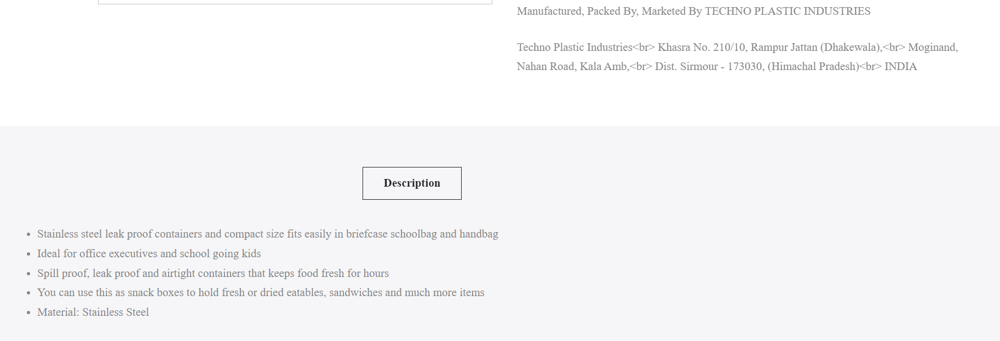 Manufactured, Packed By, Marketed By TECHNO PLASTIC INDUSTRIES
Techno Plastic Industries<br> Khasra No. 210/10, Rampur Jattan (Dhakewala),<br> Moginand,
Nahan Road, Kala Amb,<br> Dist. Sirmour - 173030, (Himachal Pradesh)<br> INDIA
Description
• Stainless steel leak proof containers and compact size fits easily in briefcase schoolbag and handbag
• Ideal for office executives and school going kids
• Spill proof, leak proof and airtight containers that keeps food fresh for hours
• You can use this as snack boxes to hold fresh or dried eatables, sandwiches and much more items
• Material: Stainless Steel